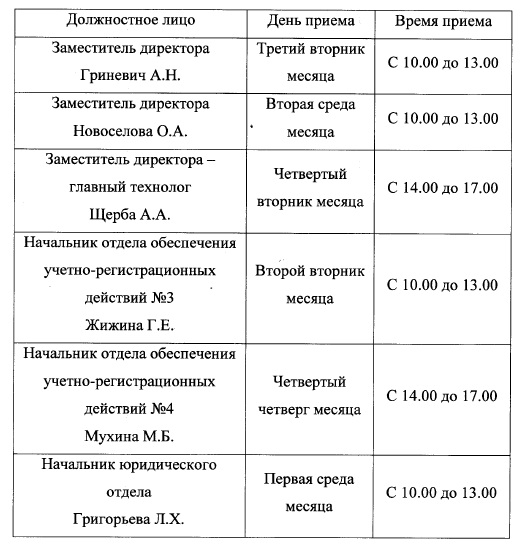 Должностное лицо День приема Время приема
Заместитель директора
Гриневич А.Н.
Третий вторник
месяца
С 10.00 до 13.00
Заместитель директора
Новоселова О.А.
Вторая среда
месяца
С 10.00 до 13.00
Заместитель директора –
главный технолог
Щерба А.А.
Четвертый
вторник месяца
С 14.00 до 17.00
Начальник отдела обеспечения
учетно-регистрационных
действий №3
Жижина Г.Е.
Второй вторник
месяца
С 10.00 до 13.00
Начальник отдела обеспечения
учетно-регистрационных
действий №4
Мухина М.Б.
Четвертый
четверг месяца
С 14.00 до 17.00
Начальник юридического
отдела
Григорьева Л.Х.
Первая среда
месяца
С 10.00 до 13.00